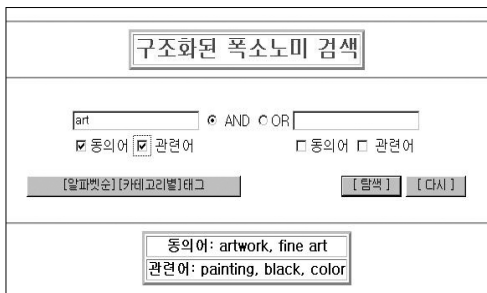 구조화된 폭소노미 검색
art AND OR
동의어 관련어 동의어 관련어
[알파벳순][카테고리별]태그 [탐색] [다시]
동의어: artwork, fine art
관련어: painting, black, color